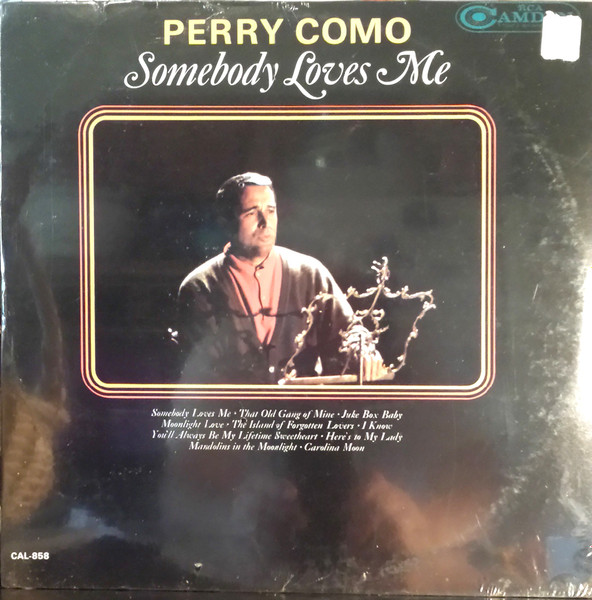 PERRY COMO
RCA
CAMDEN
Somebody Loves Me
Somebody Loves Me · That Old Gang of Mine · Juke Box Baby
Moonlight Love · The Island of Forgotten Lovers · I Know
You'll Always Be My Lifetime Sweetheart · Here's to My Lady
Mandolins in the Moonlight · Carolina Moon
CAL-858